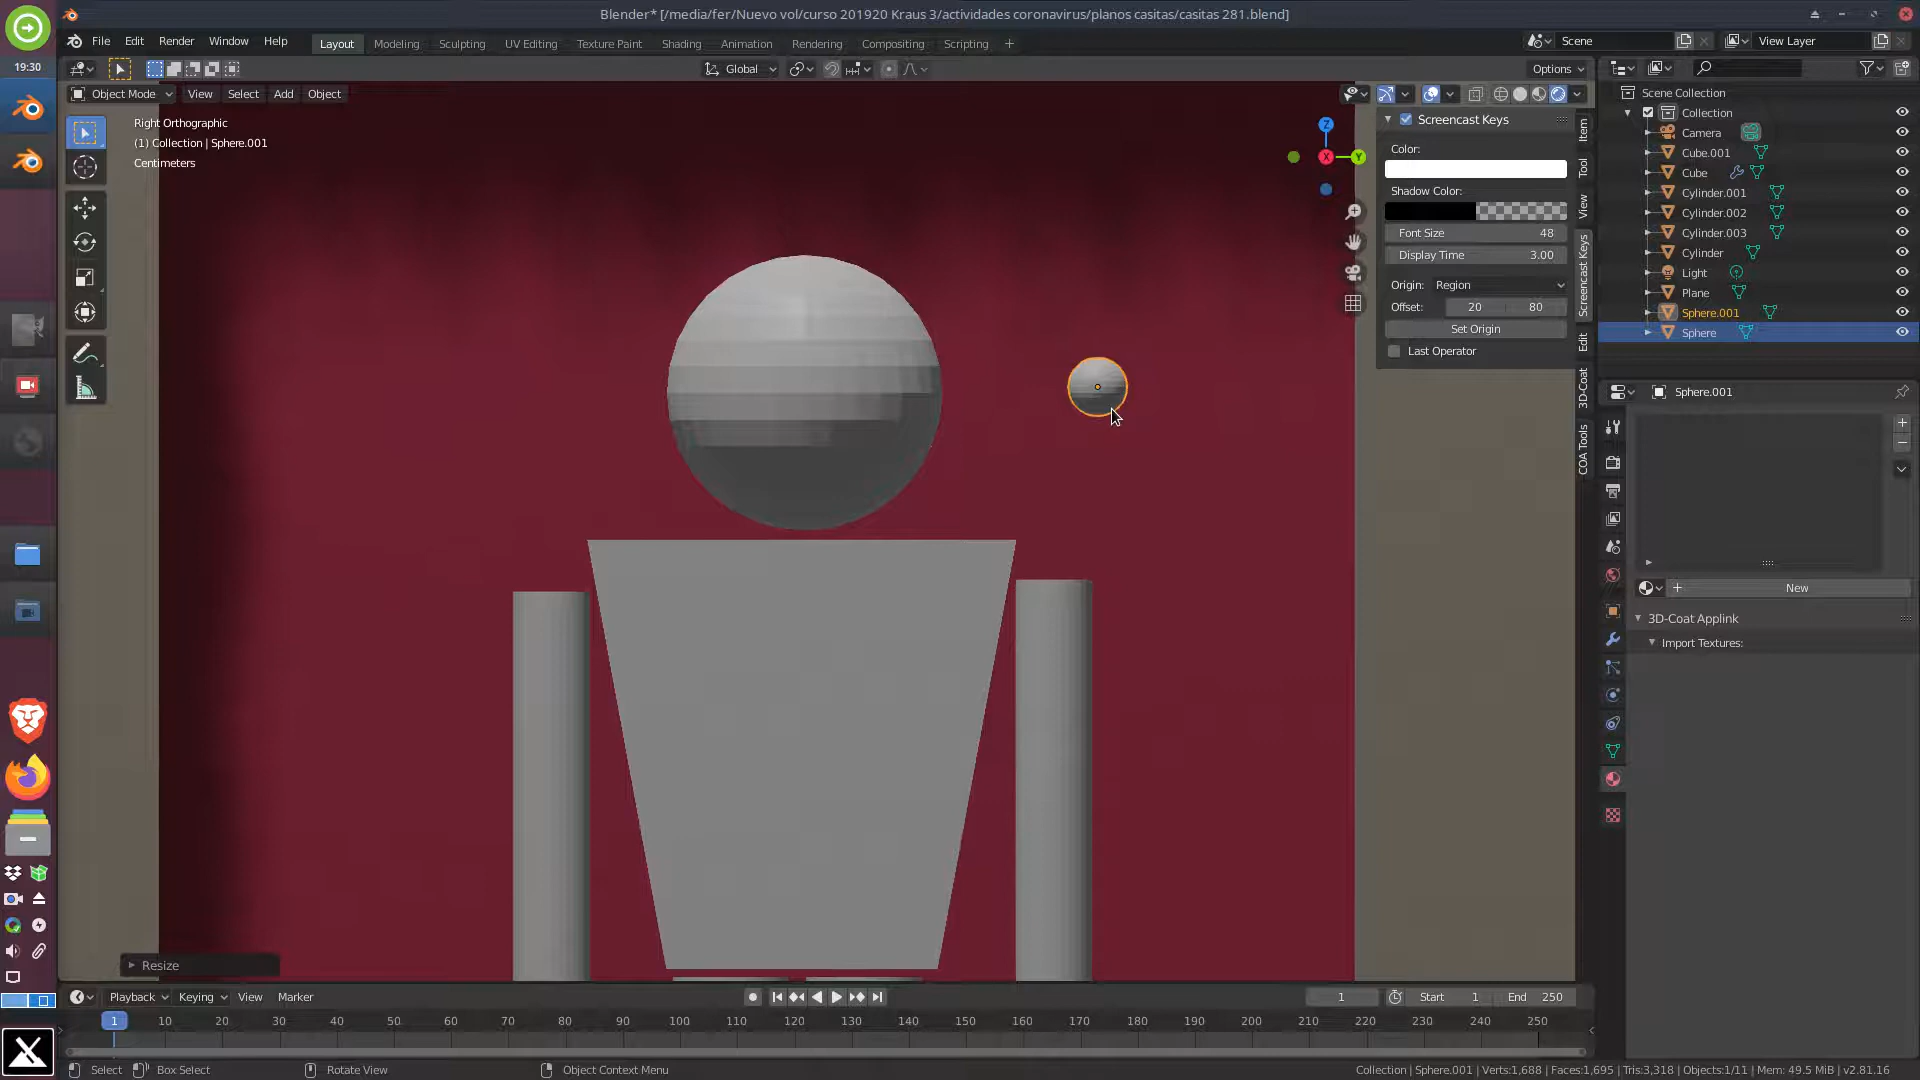 Blender* [/media/fer/Nuevo vol/curso 201920 Kraus 3/actividades coronavirus/planos casitas/casitas 281.blend]
19:30
File Edit Render Window Help
Layout Modeling Sculpting UV Editing Texture Paint Shading Animation Rendering Compositing Scripting +
Scene
View Layer
Global
Options
Object Mode View Select Add Object
Right Orthographic
(1) Collection | Sphere.001
Centimeters
Z
X
Y
Screencast Keys
Color:
Shadow Color:
Font Size 48
Display Time 3.00
Origin: Region
Offset: 20 80
Set Origin
Last Operator
Item
Tool
View
Screencast Keys
Edit
3D-Coat
COA Tools
Scene Collection
Collection
Camera
Cube.001
Cube
Cylinder.001
Cylinder.002
Cylinder.003
Cylinder
Light
Plane
Sphere.001
Sphere
Sphere.001
New
3D-Coat Applink
Import Textures:
Resize
Playback Keying View Marker
1
Start 1 End 250
1 10 20 30 40 50 60 70 80 90 100 110 120 130 140 150 160 170 180 190 200 210 220 230 240 250
Select Box Select Rotate View Object Context Menu
Collection | Sphere.001 | Verts:1,688 | Faces:1,695 | Tris:3,318 | Objects:1/11 | Mem: 49.5 MiB | v2.81.16